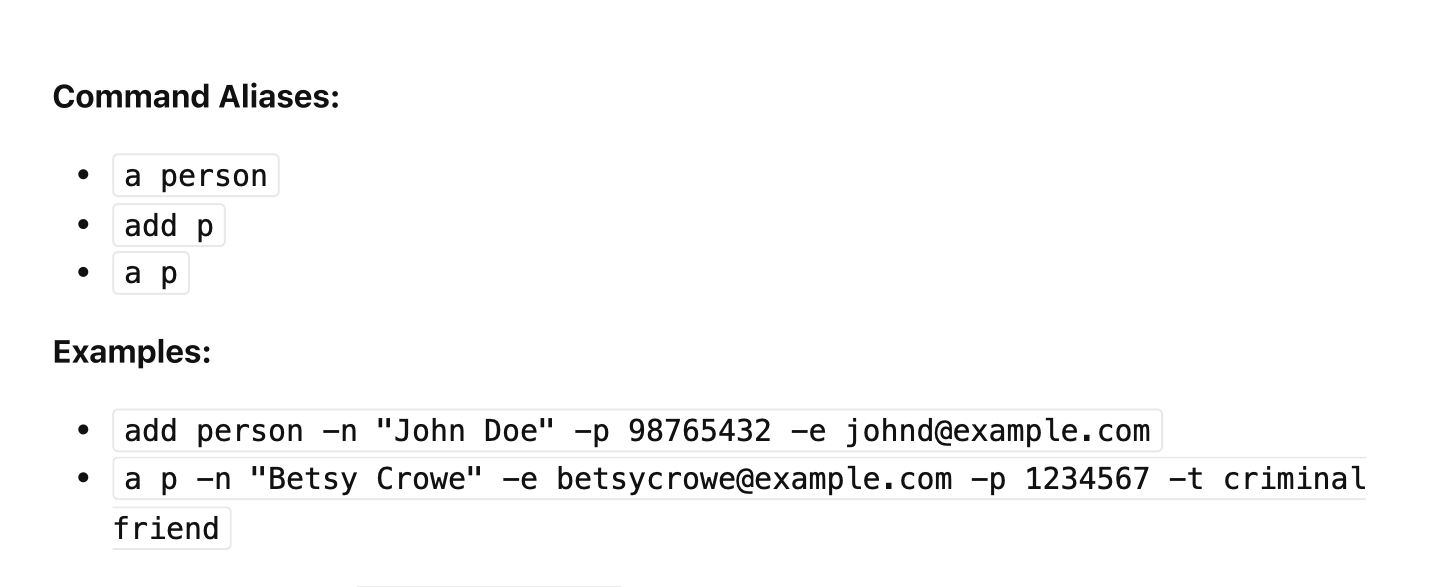 Command Aliases:
• a person
• add p
• a p
Examples:
• add person -n "John Doe" -p 98765432 -e johnd@example.com
• a p -n "Betsy Crowe" -e betsycrowe@example.com -p 1234567 -t criminal
friend